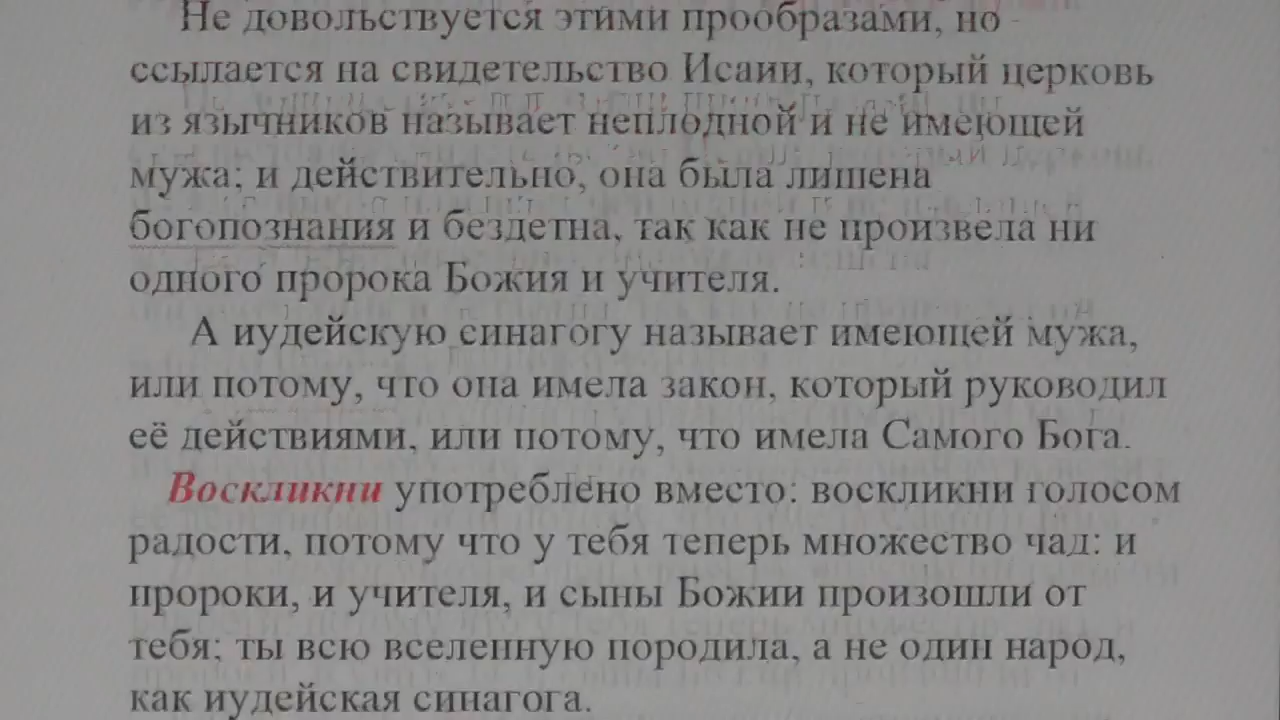 Не довольствуется этими прообразами, но
ссылается на свидетельство Исаии, который церковь
из язычников называет неплодной и не имеющей
мужа; и действительно, она была лишена
богопознания и бездетна, так как не произвела ни
одного пророка Божия и учителя.
А иудейскую синагогу называет имеющей мужа,
или потому, что она имела закон, который руководил
её действиями, или потому, что имела Самого Бога.
Воскликни употреблено вместо: воскликни голосом
радости, потому что у тебя теперь множество чад: и
пророки, и учителя, и сыны Божии произошли от
тебя; ты всю вселенную породила, а не один народ,
как иудейская синагога.